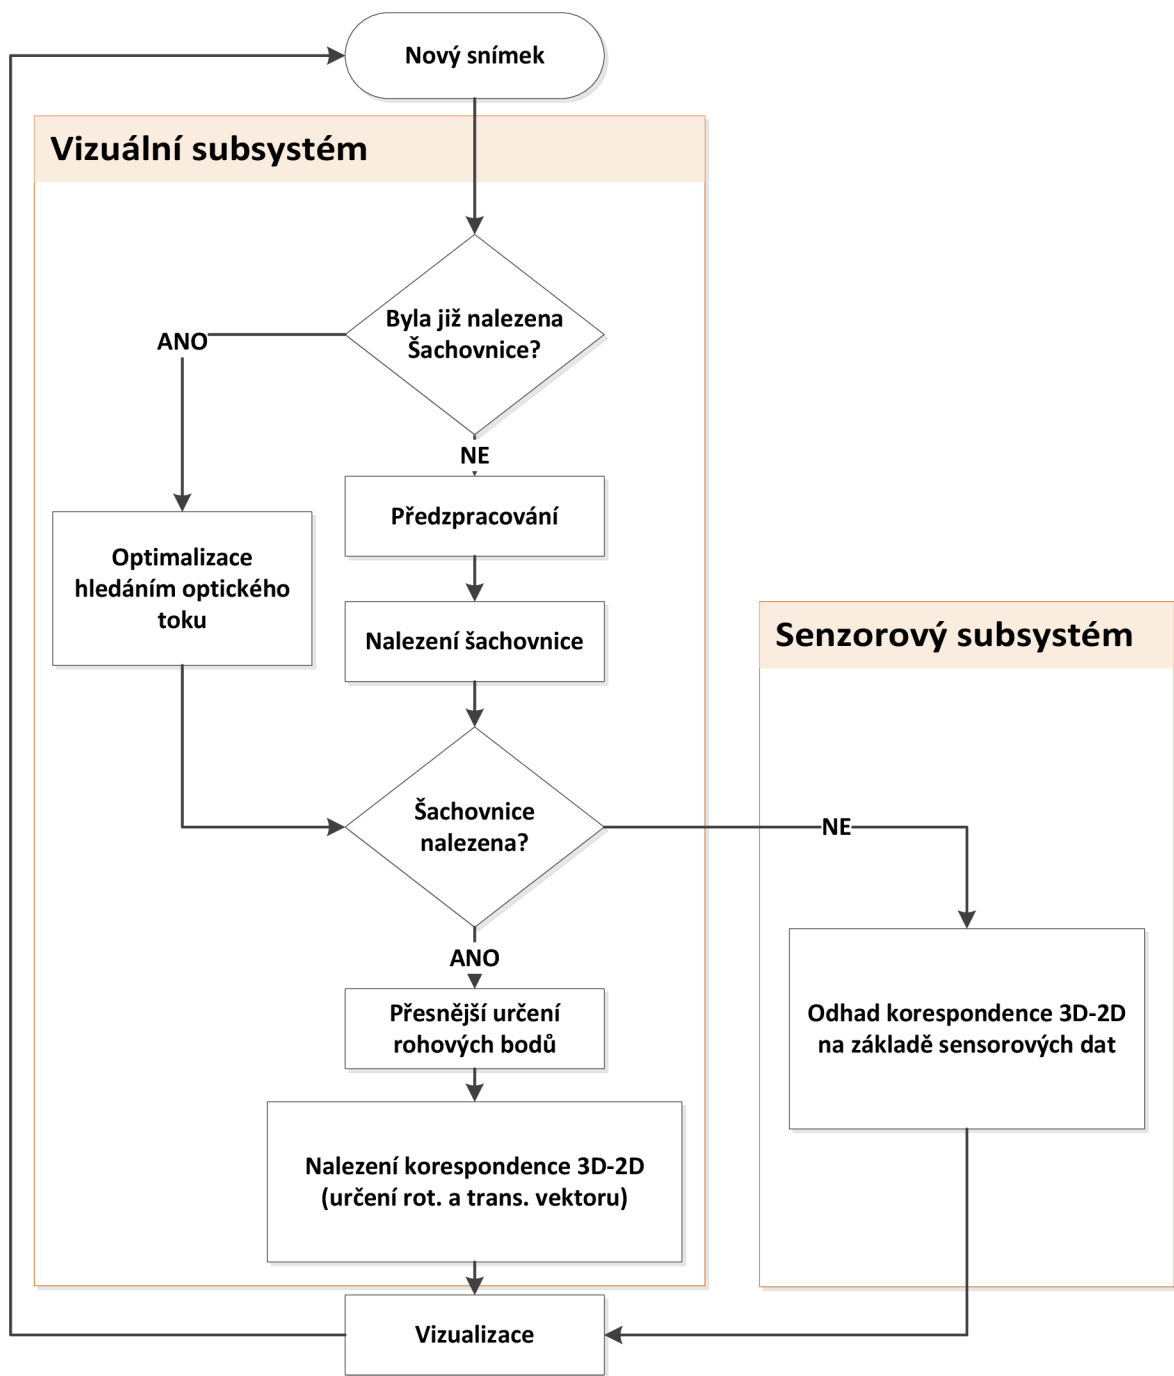 Nový snímek
Vizuální subsystém
Byla již nalezena
Šachovnice?
ANO
NE
Předzpracování
Optimalizace
hledáním optického
toku
Nalezení šachovnice
Senzorový subsystém
Šachovnice
nalezena?
NE
ANO
Přesnější určení
rohových bodů
Odhad korespondence 3D-2D
na základě sensorových dat
Nalezení korespondence 3D-2D
(určení rot. a trans. vektoru)
Vizualizace